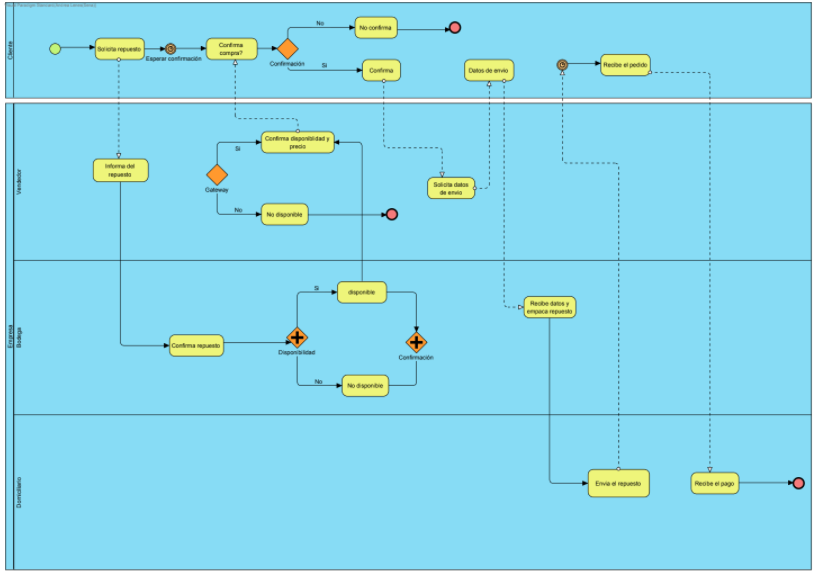 Cliente
Solicita repuesto
Esperar confirmación
Confirma
compra?
Confirmación
No
No confirma
Si
Confirma
Datos de envio
Recibe el pedido
Empresa
Vendedor
Informa del
repuesto
Gateway
Si
Confirma disponiblidad y
precio
No
No disponible
Solicita datos
de envio
Bodega
Confirma repuesto
Disponibilidad
Si
disponible
No
No disponible
Confirmación
Recibe datos y
empaca repuesto
Domiciliario
Envia el repuesto
Recibe el pago